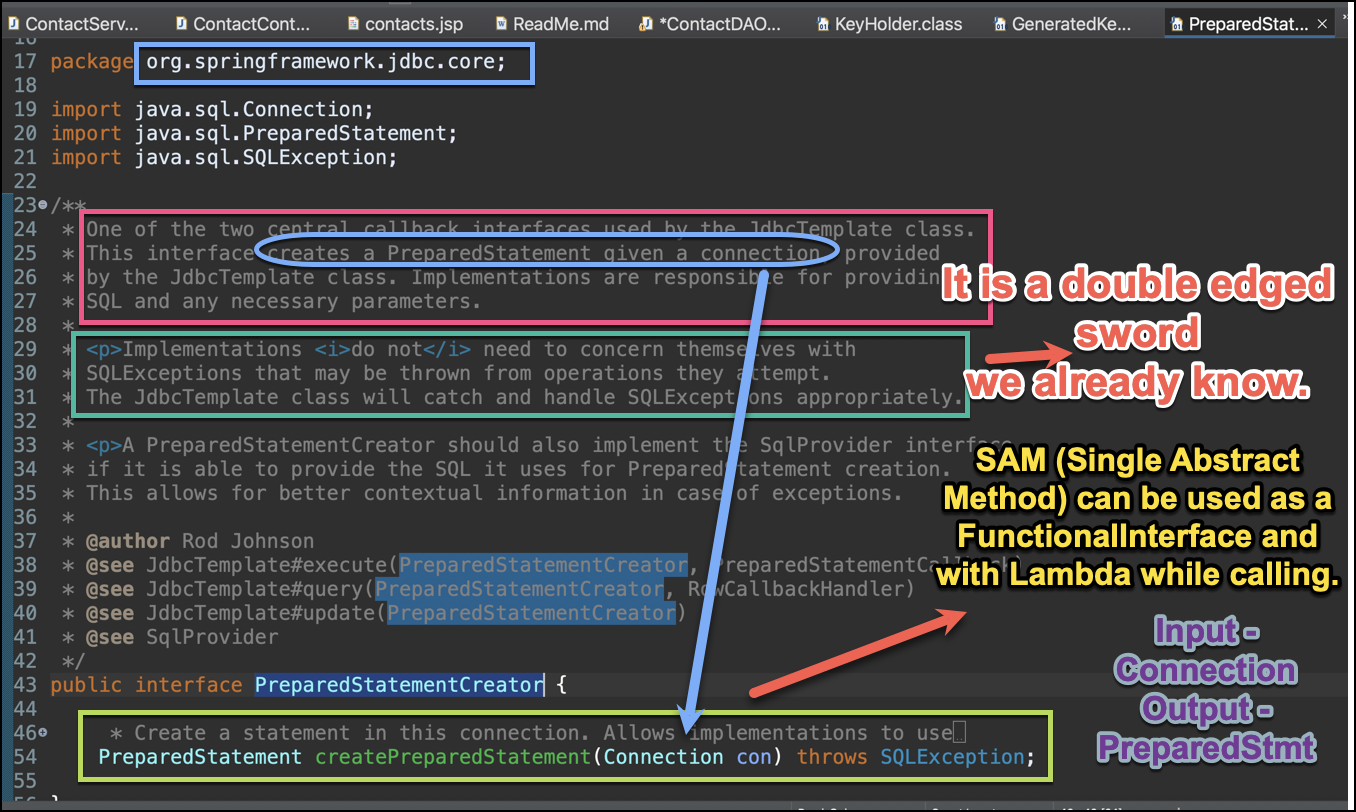 ContactServ... ContactCont... contacts.jsp ReadMe.md *ContactDAO... KeyHolder.class GeneratedKe... PreparedStat...
17 package org.springframework.jdbc.core;
18
19 import java.sql.Connection;
20 import java.sql.PreparedStatement;
21 import java.sql.SQLException;
22
23 /**
24 * One of the two central callback interfaces used by the JdbcTemplate class.
25 * This interface creates a PreparedStatement given a connection, provided
26 * by the JdbcTemplate class. Implementations are responsible for providin
27 * SQL and any necessary parameters.
28 *
29 * <p>Implementations <i>do not</i> need to concern themselves with
30 * SQLExceptions that may be thrown from operations they attempt.
31 * The JdbcTemplate class will catch and handle SQLExceptions appropriately.
32 *
33 * <p>A PreparedStatementCreator should also implement the SqlProvider interface
34 * if it is able to provide the SQL it uses for PreparedStatement creation.
35 * This allows for better contextual information in case of exceptions.
36 *
37 * @author Rod Johnson
38 * @see JdbcTemplate#execute(PreparedStatementCreator, PreparedStatementCallback)
39 * @see JdbcTemplate#query(PreparedStatementCreator, RowCallbackHandler)
40 * @see JdbcTemplate#update(PreparedStatementCreator)
41 * @see SqlProvider
42 */
43 public interface PreparedStatementCreator {
44
46 * Create a statement in this connection. Allows implementations to use
54 PreparedStatement createPreparedStatement(Connection con) throws SQLException;
55
It is a double edged
sword
we already know.
SAM (Single Abstract
Method) can be used as a
FunctionalInterface and
with Lambda while calling.
Input -
Connection
Output -
PreparedStmt